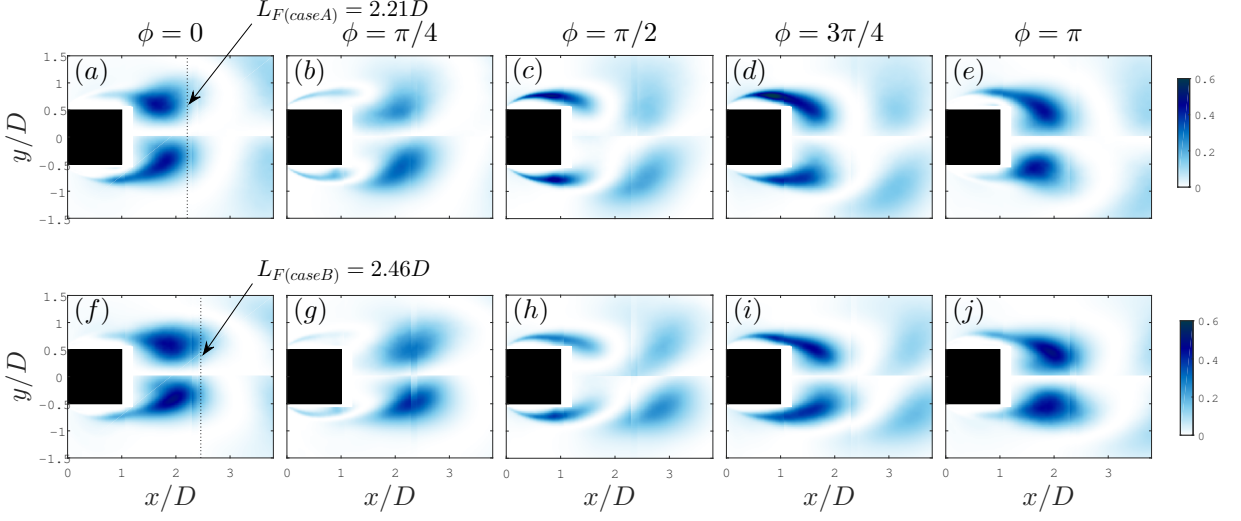 L_{F(caseA)} = 2.21D
ϕ = 0 ϕ = π/4 ϕ = π/2 ϕ = 3π/4 ϕ = π
(a) (b) (c) (d) (e)
1.5
1
0.5
0
-0.5
-1
-1.5
y/D
0.6
0.4
0.2
0
L_{F(caseB)} = 2.46D
(f) (g) (h) (i) (j)
1.5
1
0.5
0
-0.5
-1
-1.5
y/D
0 1 2 3 0 1 2 3 0 1 2 3 0 1 2 3 0 1 2 3
x/D x/D x/D x/D x/D
0.6
0.4
0.2
0